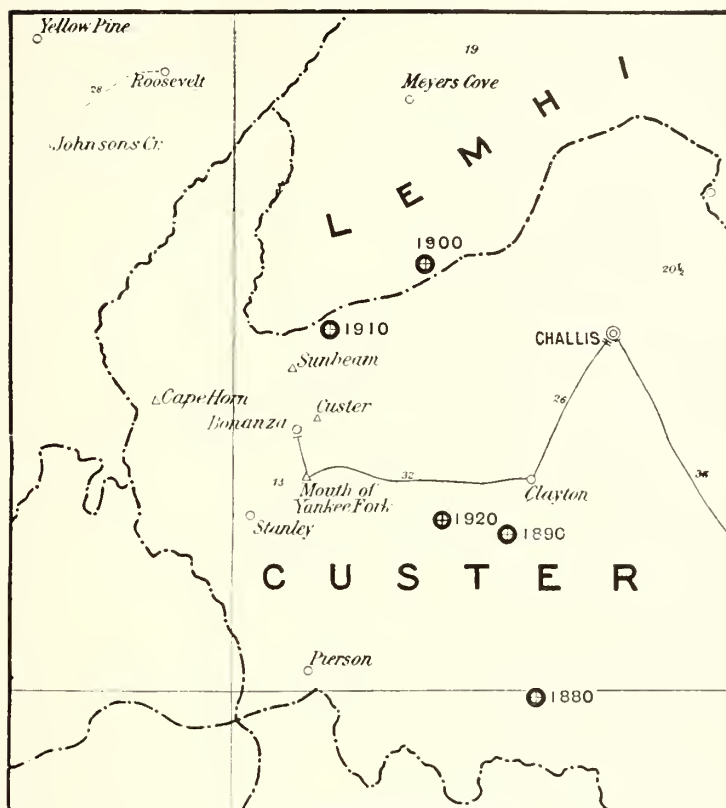 Yellow Pine
19
Roosevelt
28
Meyers Cove
Johnsons Cr.
LEMHI
1900
20½
1910
CHALLIS
Sunbeam
Cape Horn
Custer
26
Bonanza
13
32
36
Mouth of
Yankee Fork
Clayton
Stanley
1920
1890
CUSTER
Pierson
1880